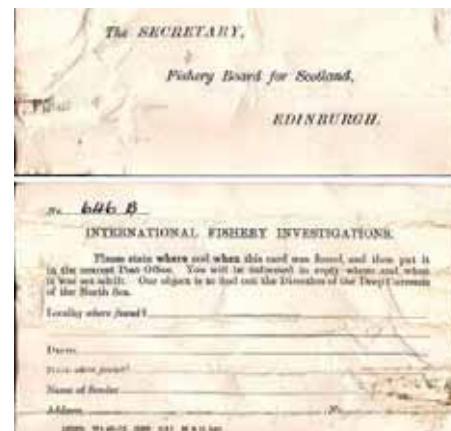 The SECRETARY,
Fishery Board for Scotland,
EDINBURGH.
No. 646 B
INTERNATIONAL FISHERY INVESTIGATIONS.
Please state where and when this card was found, and then put it
in the nearest Post Office. You will be informed in reply where and when
it was set adrift. Our object is to find out the Direction of the Deep Currents
of the North Sea.
Locality where found?
Date
when found?
Name of Sender
Address